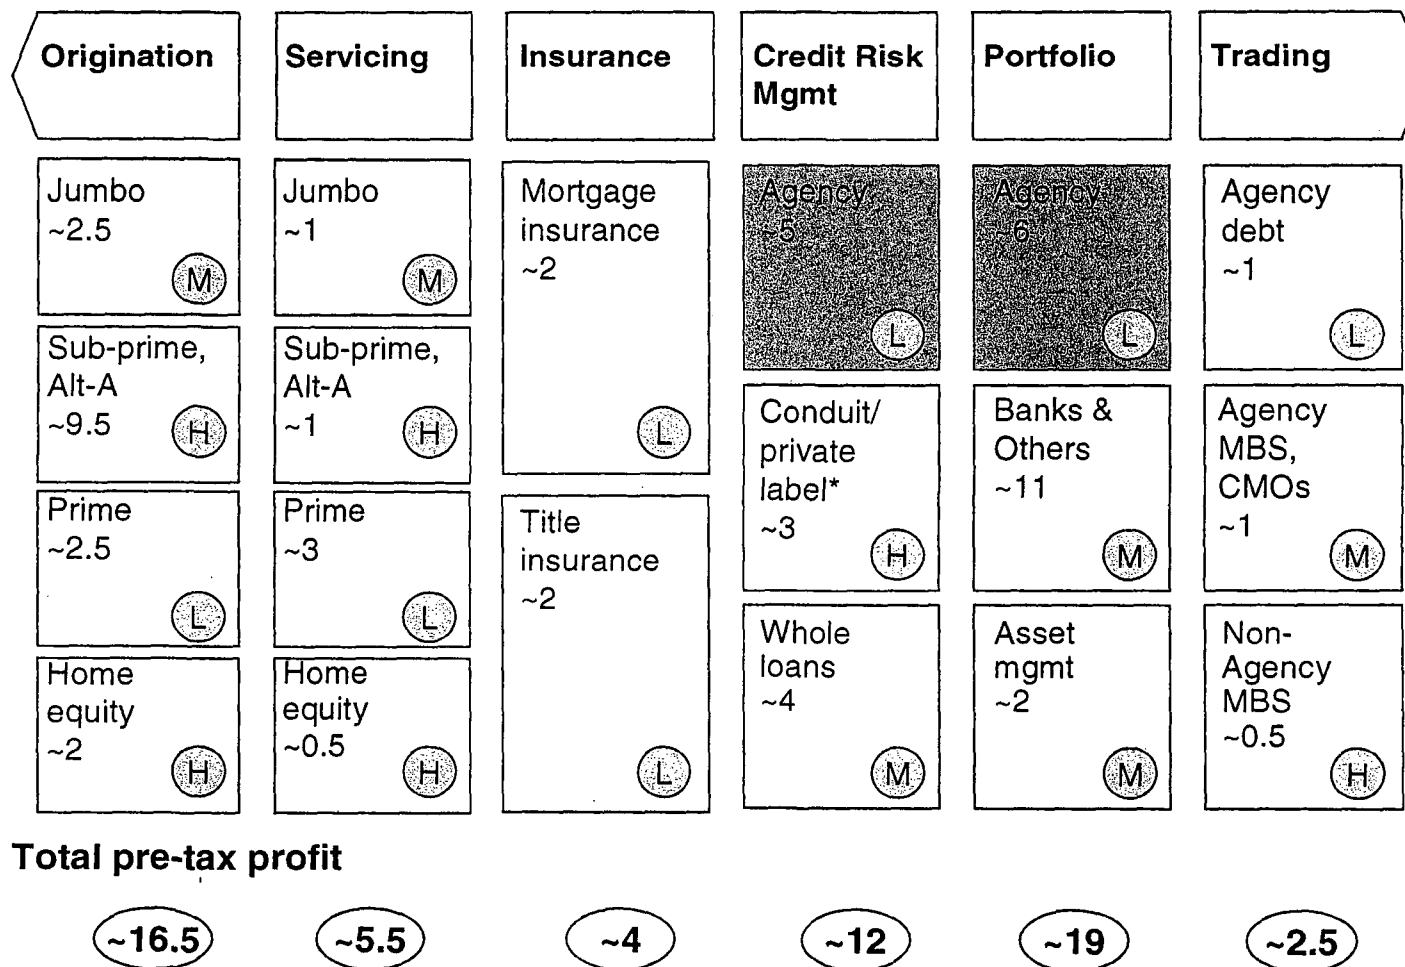 Origination
Servicing
Insurance
Credit Risk
Mgmt
Portfolio
Trading
Jumbo
~2.5
M
Sub-prime,
Alt-A
~9.5
H
Prime
~2.5
L
Home
equity
~2
H
Jumbo
~1
M
Sub-prime,
Alt-A
~1
H
Prime
~3
L
Home
equity
~0.5
H
Mortgage
insurance
~2
L
Title
insurance
~2
L
Agency
~5
L
Conduit/
private
label*
~3
H
Whole
loans
~4
M
Agency
~6
L
Banks &
Others
~11
M
Asset
mgmt
~2
M
Agency
debt
~1
L
Agency
MBS,
CMOs
~1
M
Non-
Agency
MBS
~0.5
H
Total pre-tax profit
~16.5
~5.5
~4
~12
~19
~2.5